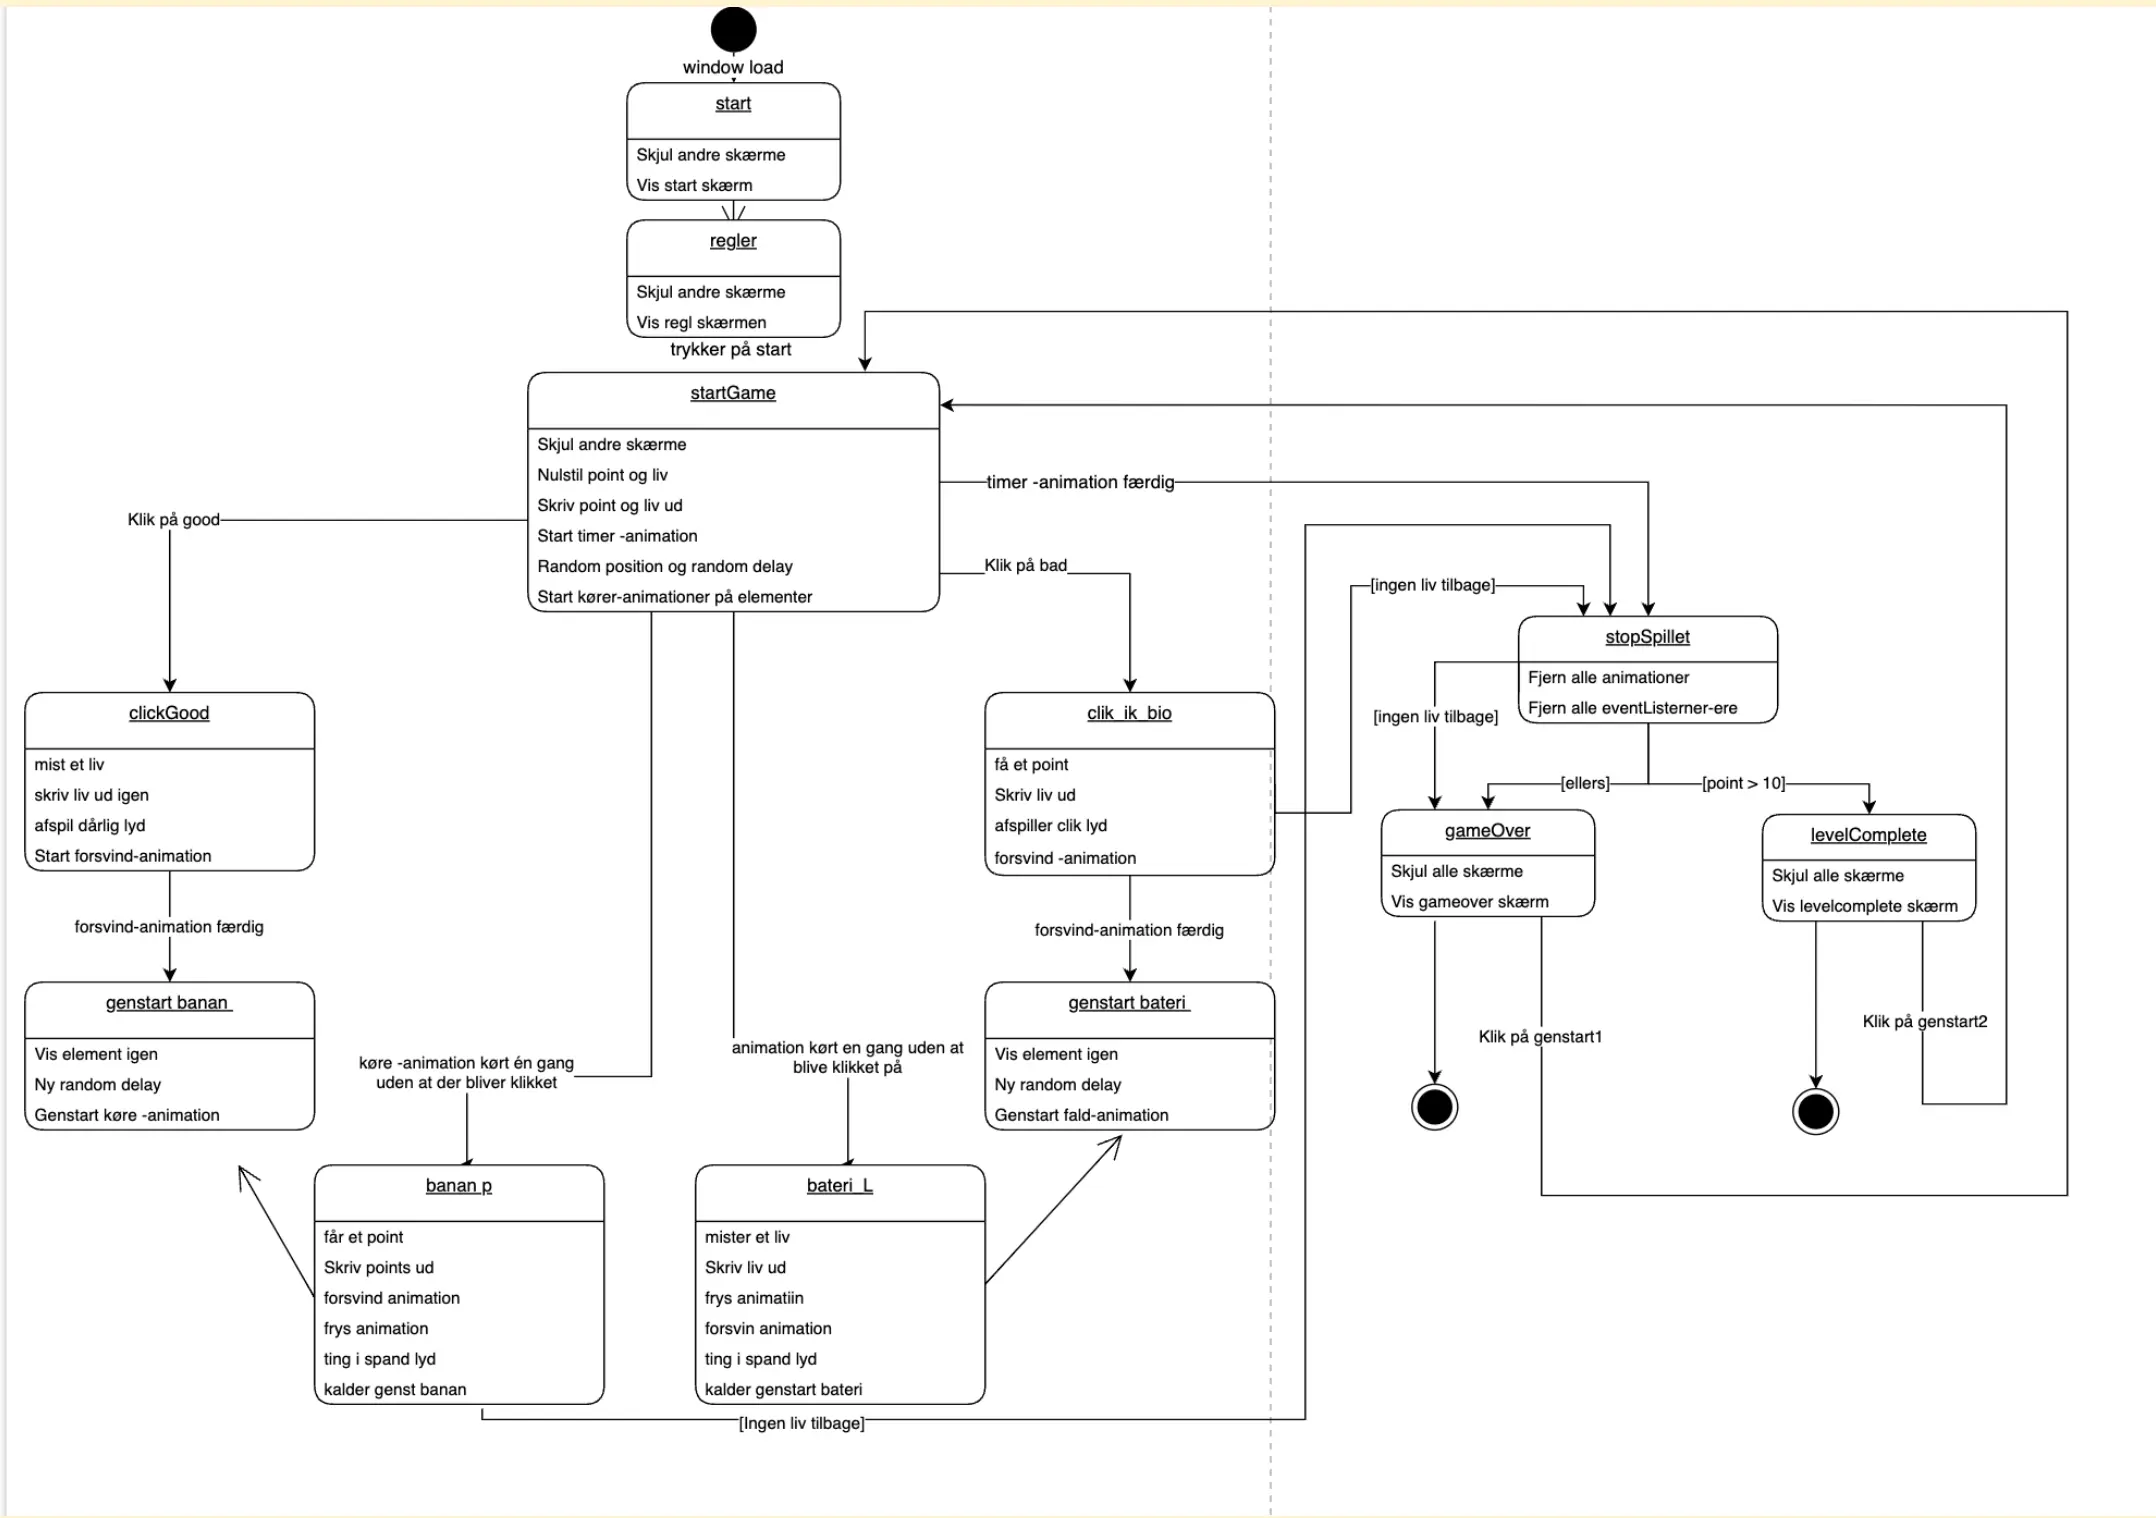 window load
start
Skjul andre skærme
Vis start skærm
regler
Skjul andre skærme
Vis regl skærmen
trykker på start
startGame
Skjul andre skærme
Nulstil point og liv
Skriv point og liv ud
Start timer -animation
Random position og random delay
Start kører-animationer på elementer
timer -animation færdig
Klik på good
Klik på bad
[ingen liv tilbage]
stopSpillet
Fjern alle animationer
Fjern alle eventListerner-ere
[ingen liv tilbage]
[ellers]
[point > 10]
clickGood
mist et liv
skriv liv ud igen
afspil dårlig lyd
Start forsvind-animation
clik_ik_bio
få et point
Skriv liv ud
afspiller clik lyd
forsvind -animation
gameOver
Skjul alle skærme
Vis gameover skærm
levelComplete
Skjul alle skærme
Vis levelcomplete skærm
forsvind-animation færdig
forsvind-animation færdig
genstart banan
Vis element igen
Ny random delay
Genstart køre -animation
køre -animation kørt én gang
uden at der bliver klikket
animation kørt en gang uden at
blive klikket på
genstart bateri
Vis element igen
Ny random delay
Genstart fald-animation
Klik på genstart1
Klik på genstart2
banan p
får et point
Skriv points ud
forsvind animation
frys animation
ting i spand lyd
kalder genst banan
bateri_L
mister et liv
Skriv liv ud
frys animatiin
forsvin animation
ting i spand lyd
kalder genstart bateri
[Ingen liv tilbage]